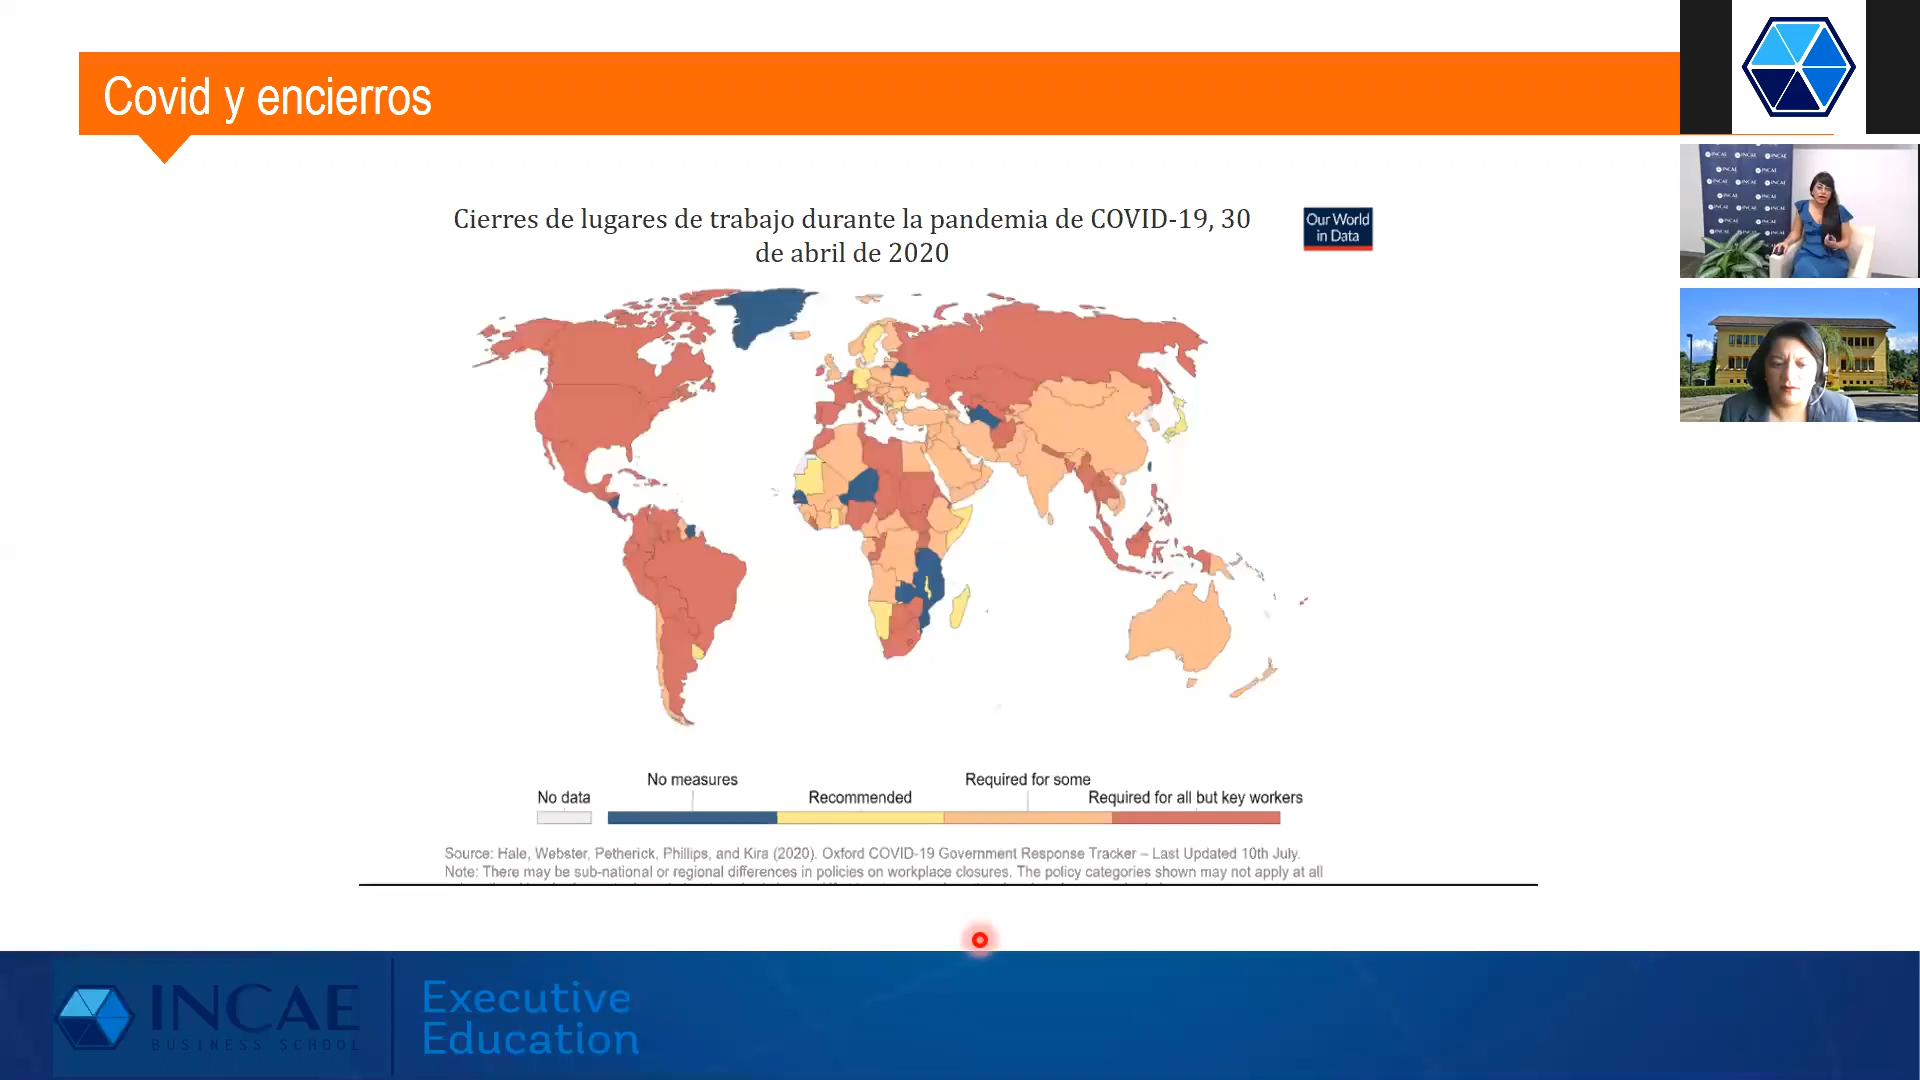 Covid y encierros
Cierres de lugares de trabajo durante la pandemia de COVID-19, 30
de abril de 2020
Our World
in Data
No data
No measures
Recommended
Required for some
Required for all but key workers
Source: Hale, Webster, Petherick, Phillips, and Kira (2020). Oxford COVID-19 Government Response Tracker – Last Updated 10th July.
Note: There may be sub-national or regional differences in policies on workplace closures. The policy categories shown may not apply at all
INCAE
BUSINESS SCHOOL
Executive
Education